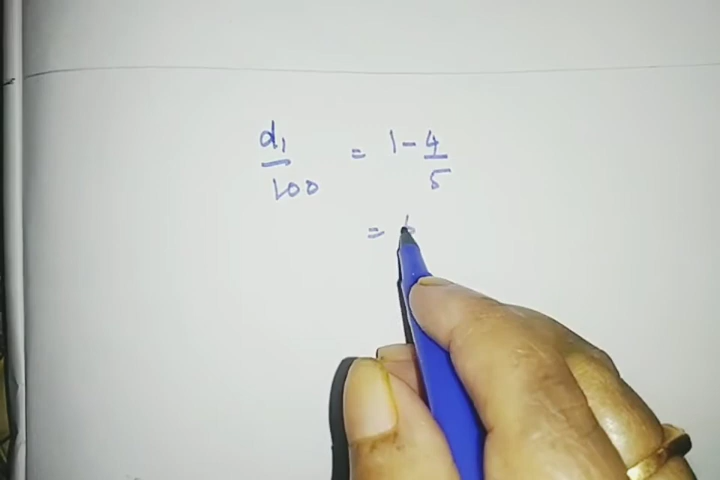 d₁/100 = 1 - 4/5
=